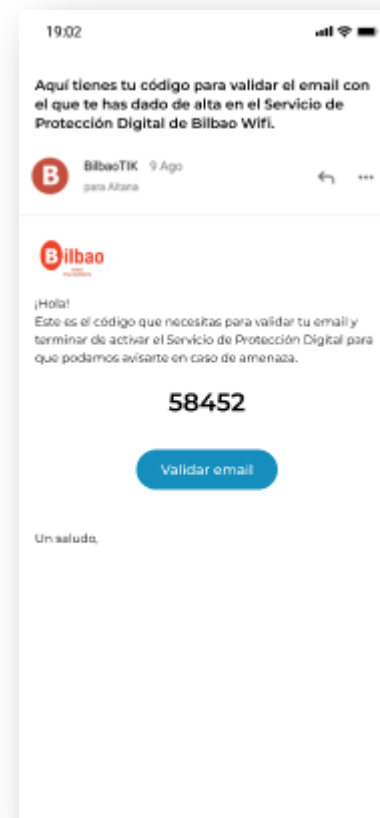 19:02
Aquí tienes tu código para validar el email con
el que te has dado de alta en el Servicio de
Protección Digital de Bilbao Wifi.
B
BilbaoTIK 9 Ago
para Aitana
Bilbao
¡Hola!
Este es el código que necesitas para validar tu email y
terminar de activar el Servicio de Protección Digital para
que podamos avisarte en caso de amenaza.
58452
Validar email
Un saludo,